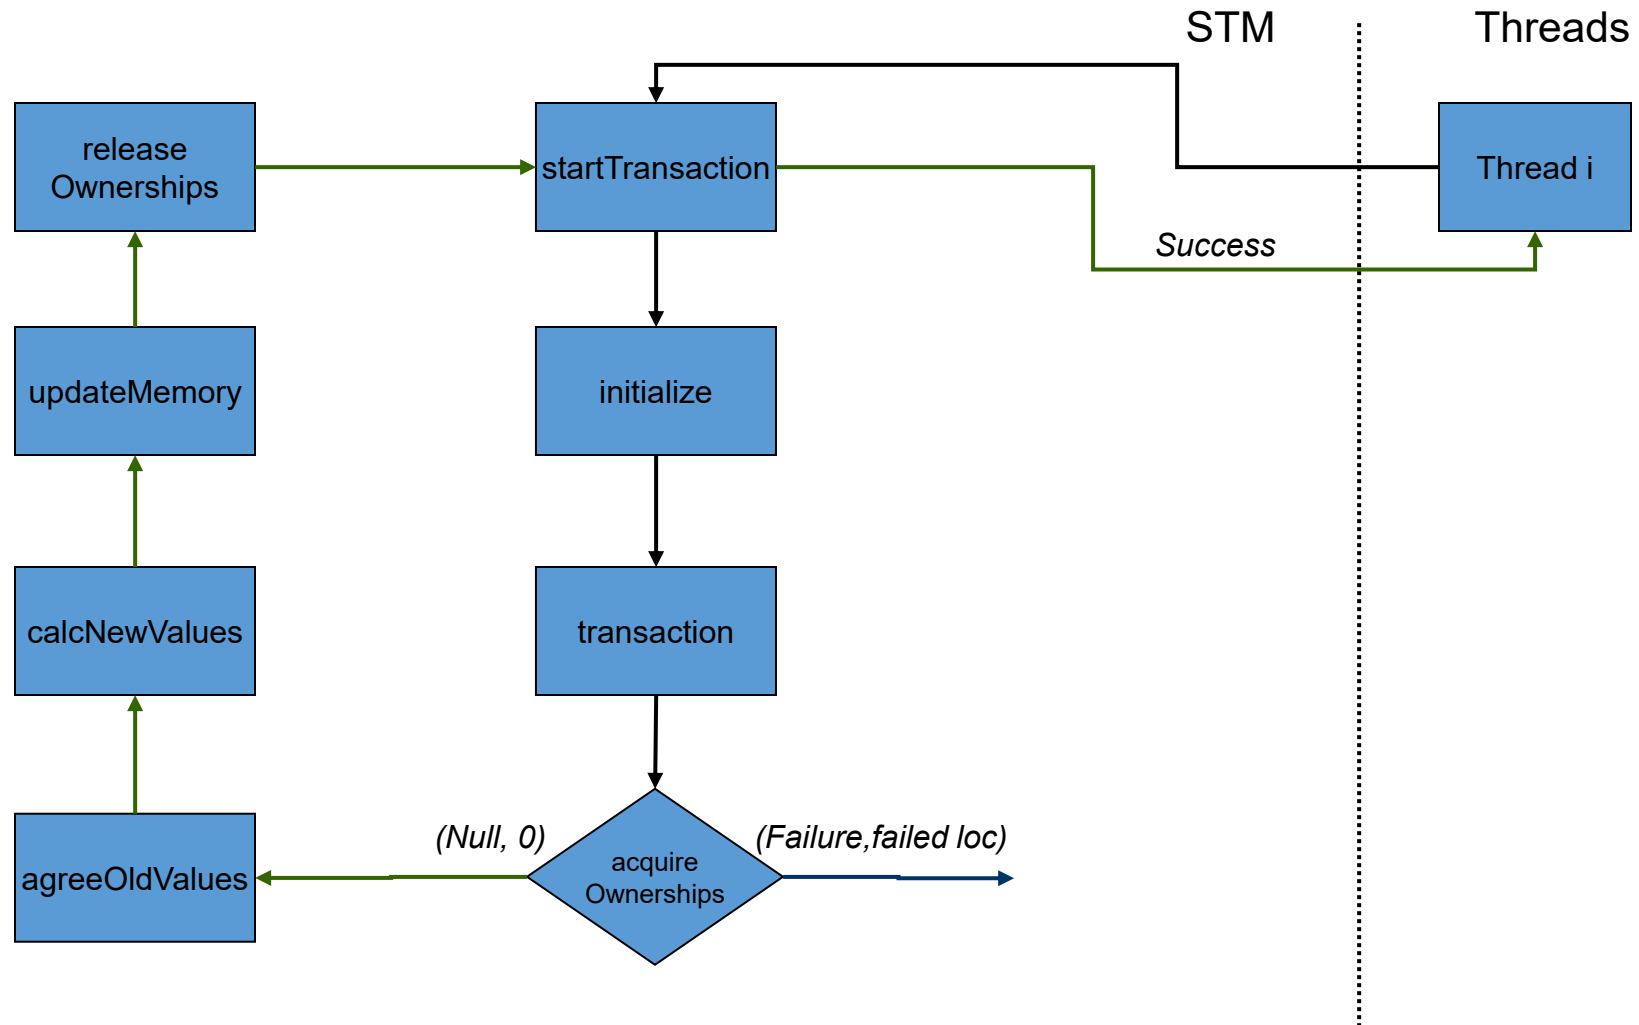 STM
Threads
release
Ownerships
startTransaction
Thread i
Success
updateMemory
initialize
calcNewValues
transaction
(Null, 0)
(Failure,failed loc)
agreeOldValues
acquire
Ownerships